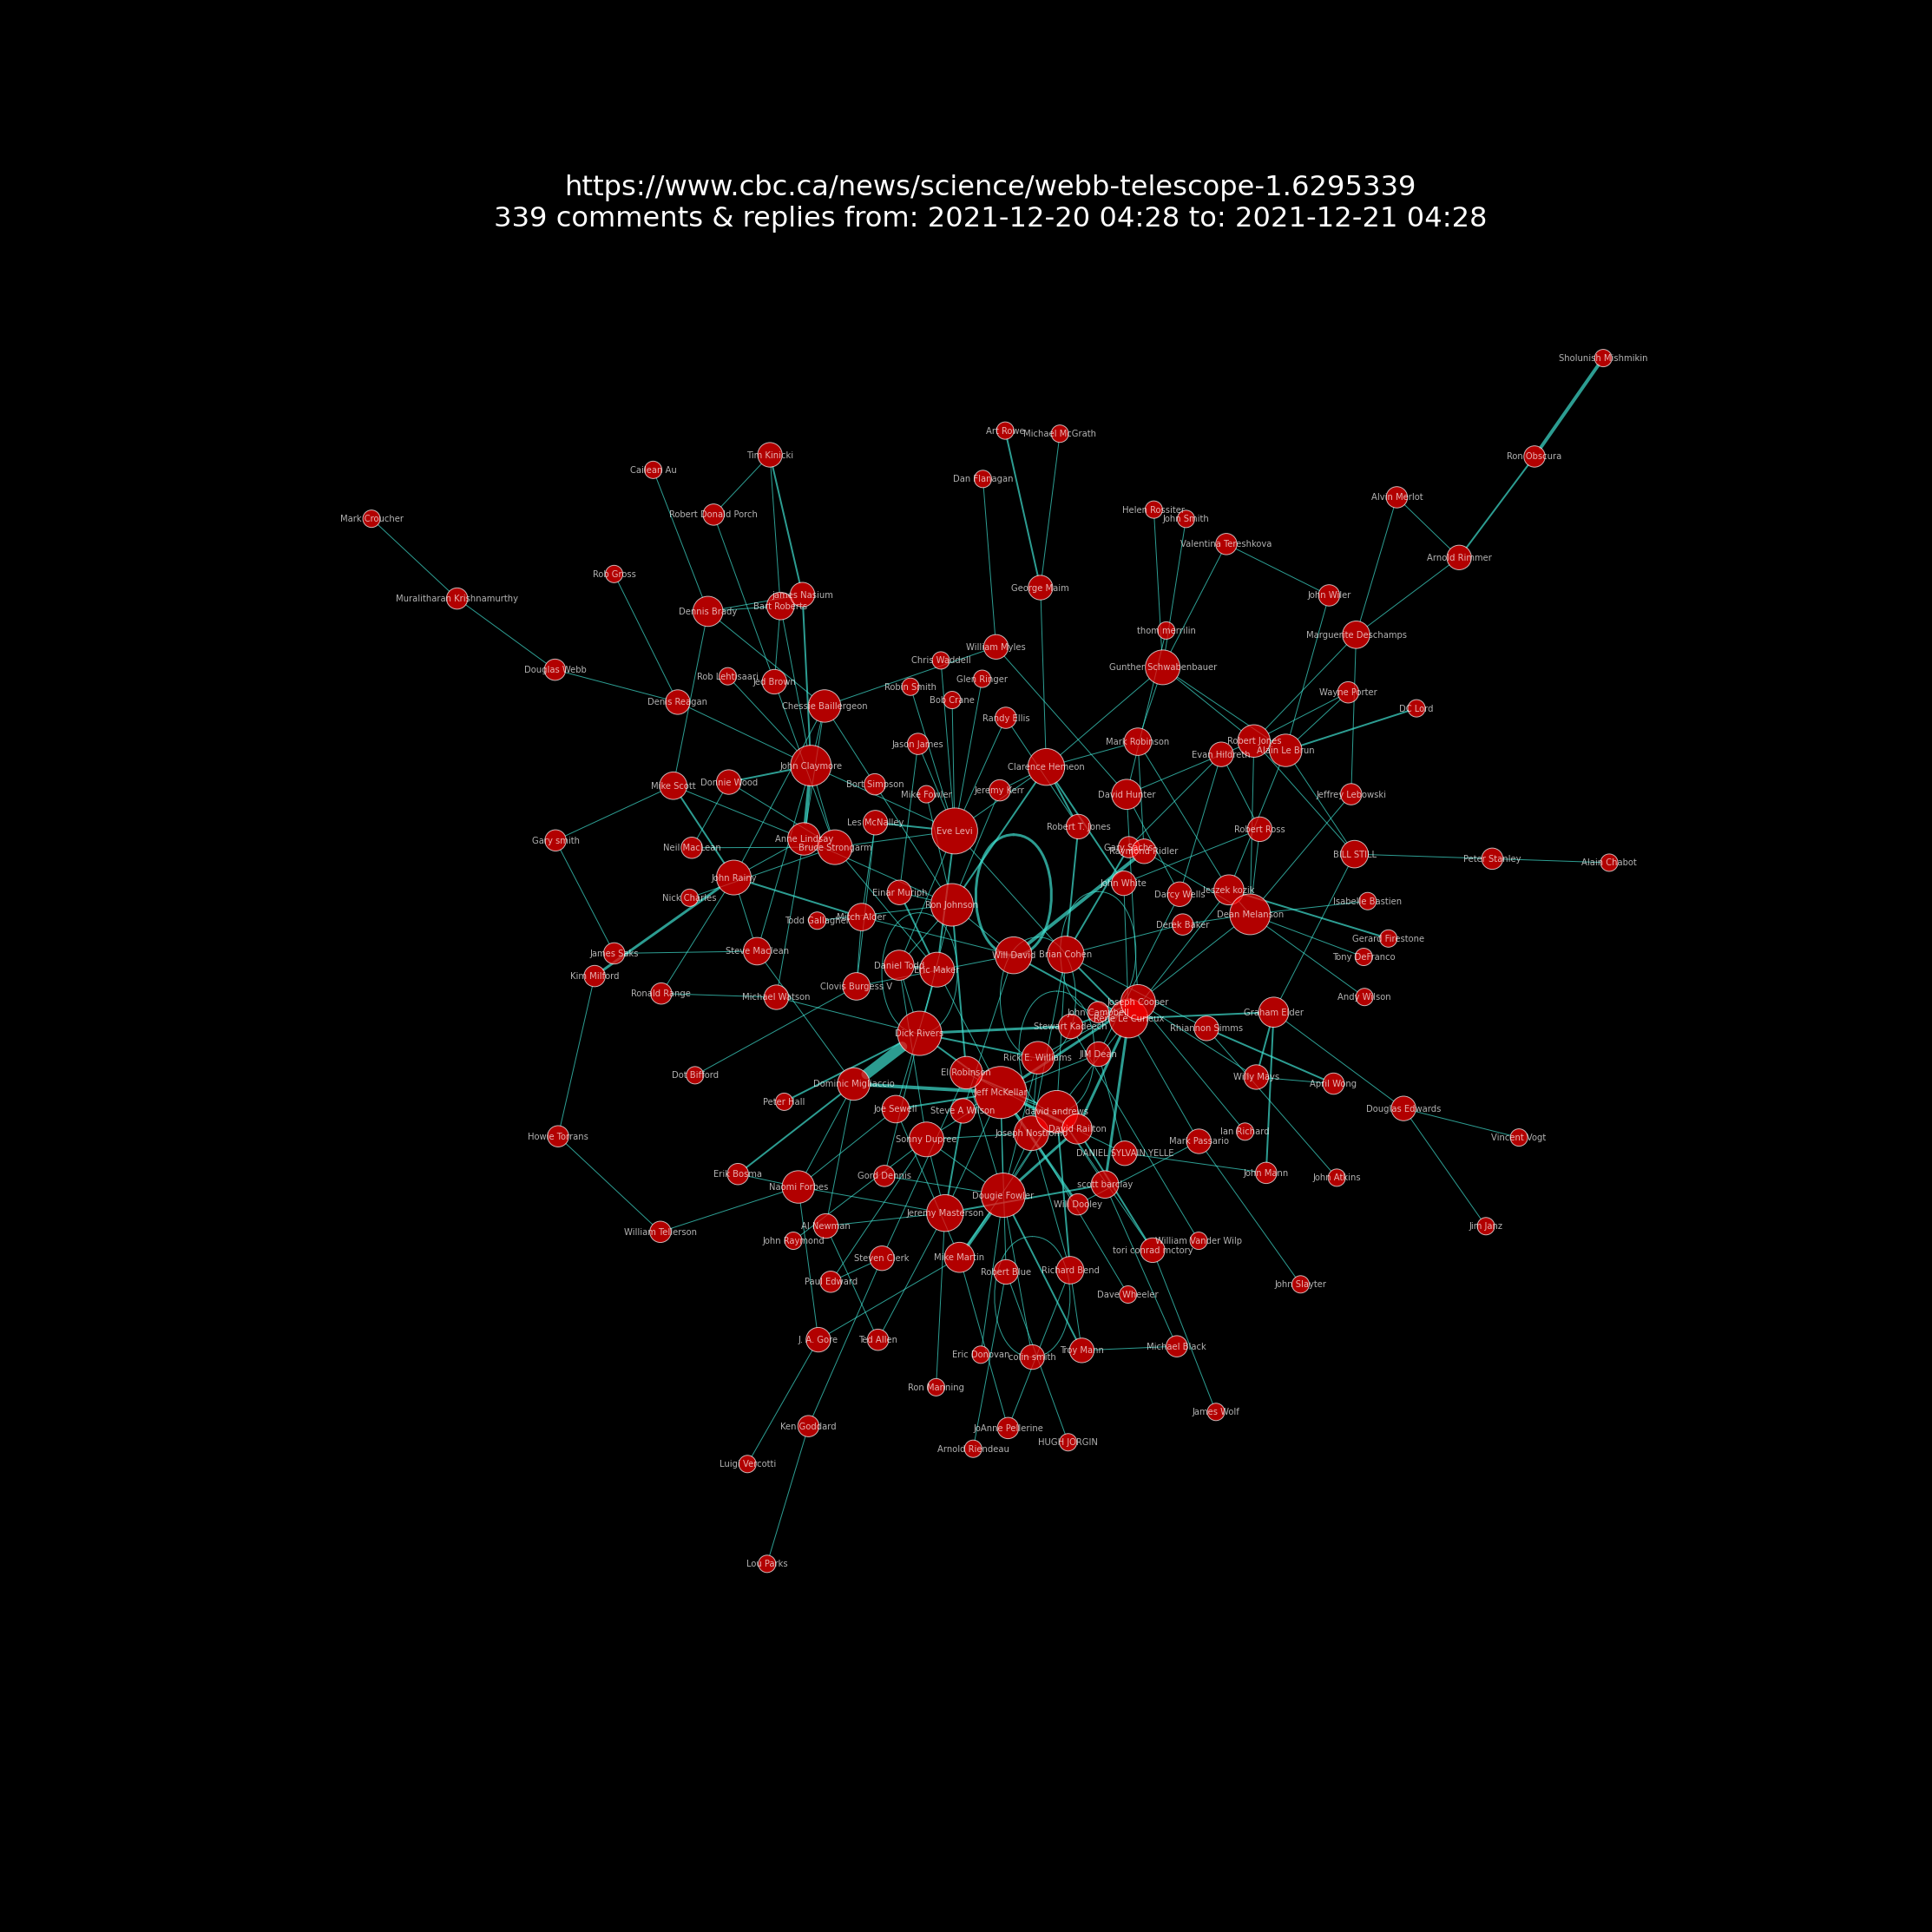 https://www.cbc.ca/news/science/webb-telescope-1.6295339
339 comments & replies from: 2021-12-20 04:28 to: 2021-12-21 04:28
Sholunish Mishmikin
Art Rowe
Michael McGrath
Tim Kinicki
Ron Obscura
Cailean Au
Dan Flanagan
Alvin Merlot
Helen Rossiter
Robert Donald Porch
Mark Croucher
John Smith
Valentina Tereshkova
Arnold Rimmer
Rob Gross
George Maim
James Nasium
John Wiler
Muralitharan Krishnamurthy
Bart Roberts
Dennis Brady
thom merrilin
Marguerite Deschamps
William Myles
Chris Waddell
Gunther Schwabenbauer
Douglas Webb
Rob Lehtisaari
Glen Ringer
Jed Brown
Robin Smith
Wayne Porter
Bob Crane
Denis Reagan
Chessie Baillergeon
DC Lord
Randy Ellis
Robert Jones
Mark Robinson
Jason James
Alain Le Brun
Evan Hildreth
John Claymore
Clarence Hemeon
Donnie Wood
Bort Simpson
Mike Scott
Jeremy Kerr
Mike Fowler
David Hunter
Jeffrey Lebowski
Les McNalley
Robert T. Jones
Robert Ross
Eve Levi
Anne Lindsay
Gary smith
Neil MacLean
Bruce Strongarm
Gary Sachs
Raymond Ridler
BILL STILL
Peter Stanley
Alain Chabot
John Rairry
John White
Leszek kozik
Einar Muriph
Darcy Wells
Nick Charles
Isabelle Bastien
Ron Johnson
Dean Melanson
Todd Gallagher
Mitch Alder
Derek Baker
Gerard Firestone
Steve Maclean
James Saks
Will David
Brian Cohen
Tony DeFranco
Daniel Todd
Eric Maker
Kim Milford
Clovis Burgess V
Ronald Range
Michael Watson
Andy Wilson
Joseph Cooper
John Campbell
Graham Elder
Rene Le Curieux
Stewart Kadeech
Rhiannon Simms
Dick Rivers
JIM Dean
Rick E. Williams
El Robinson
Dot Bifford
Willy Mays
Dominic Migliaccio
April Wong
Jeff McKellar
Peter Hall
Joe Sewell
Steve A Wilson
david andrews
Douglas Edwards
David Railton
Joseph Nostromo
Ian Richard
Howie Torrans
Vincent Vogt
Sonny Dupree
Mark Passario
DANIEL SYLVAIN YELLE
Erik Bosma
John Mann
Gord Dennis
John Atkins
scott barclay
Naomi Forbes
Dougie Fowler
Will Dooley
Jeremy Masterson
Al Newman
Jim Janz
William Tellerson
John Raymond
William Vander Wilp
tori conrad mctory
Steven Clerk
Mike Martin
Richard Bend
Robert Blue
Paul Edward
John Slayter
Dave Wheeler
J. A. Gore
Ted Allen
Michael Black
Troy Mann
Eric Donovan
colin smith
Ron Manning
James Wolf
Ken Goddard
JoAnne Pellerine
HUGH JORGIN
Arnold Riendeau
Luigi Vercotti
Lou Parks